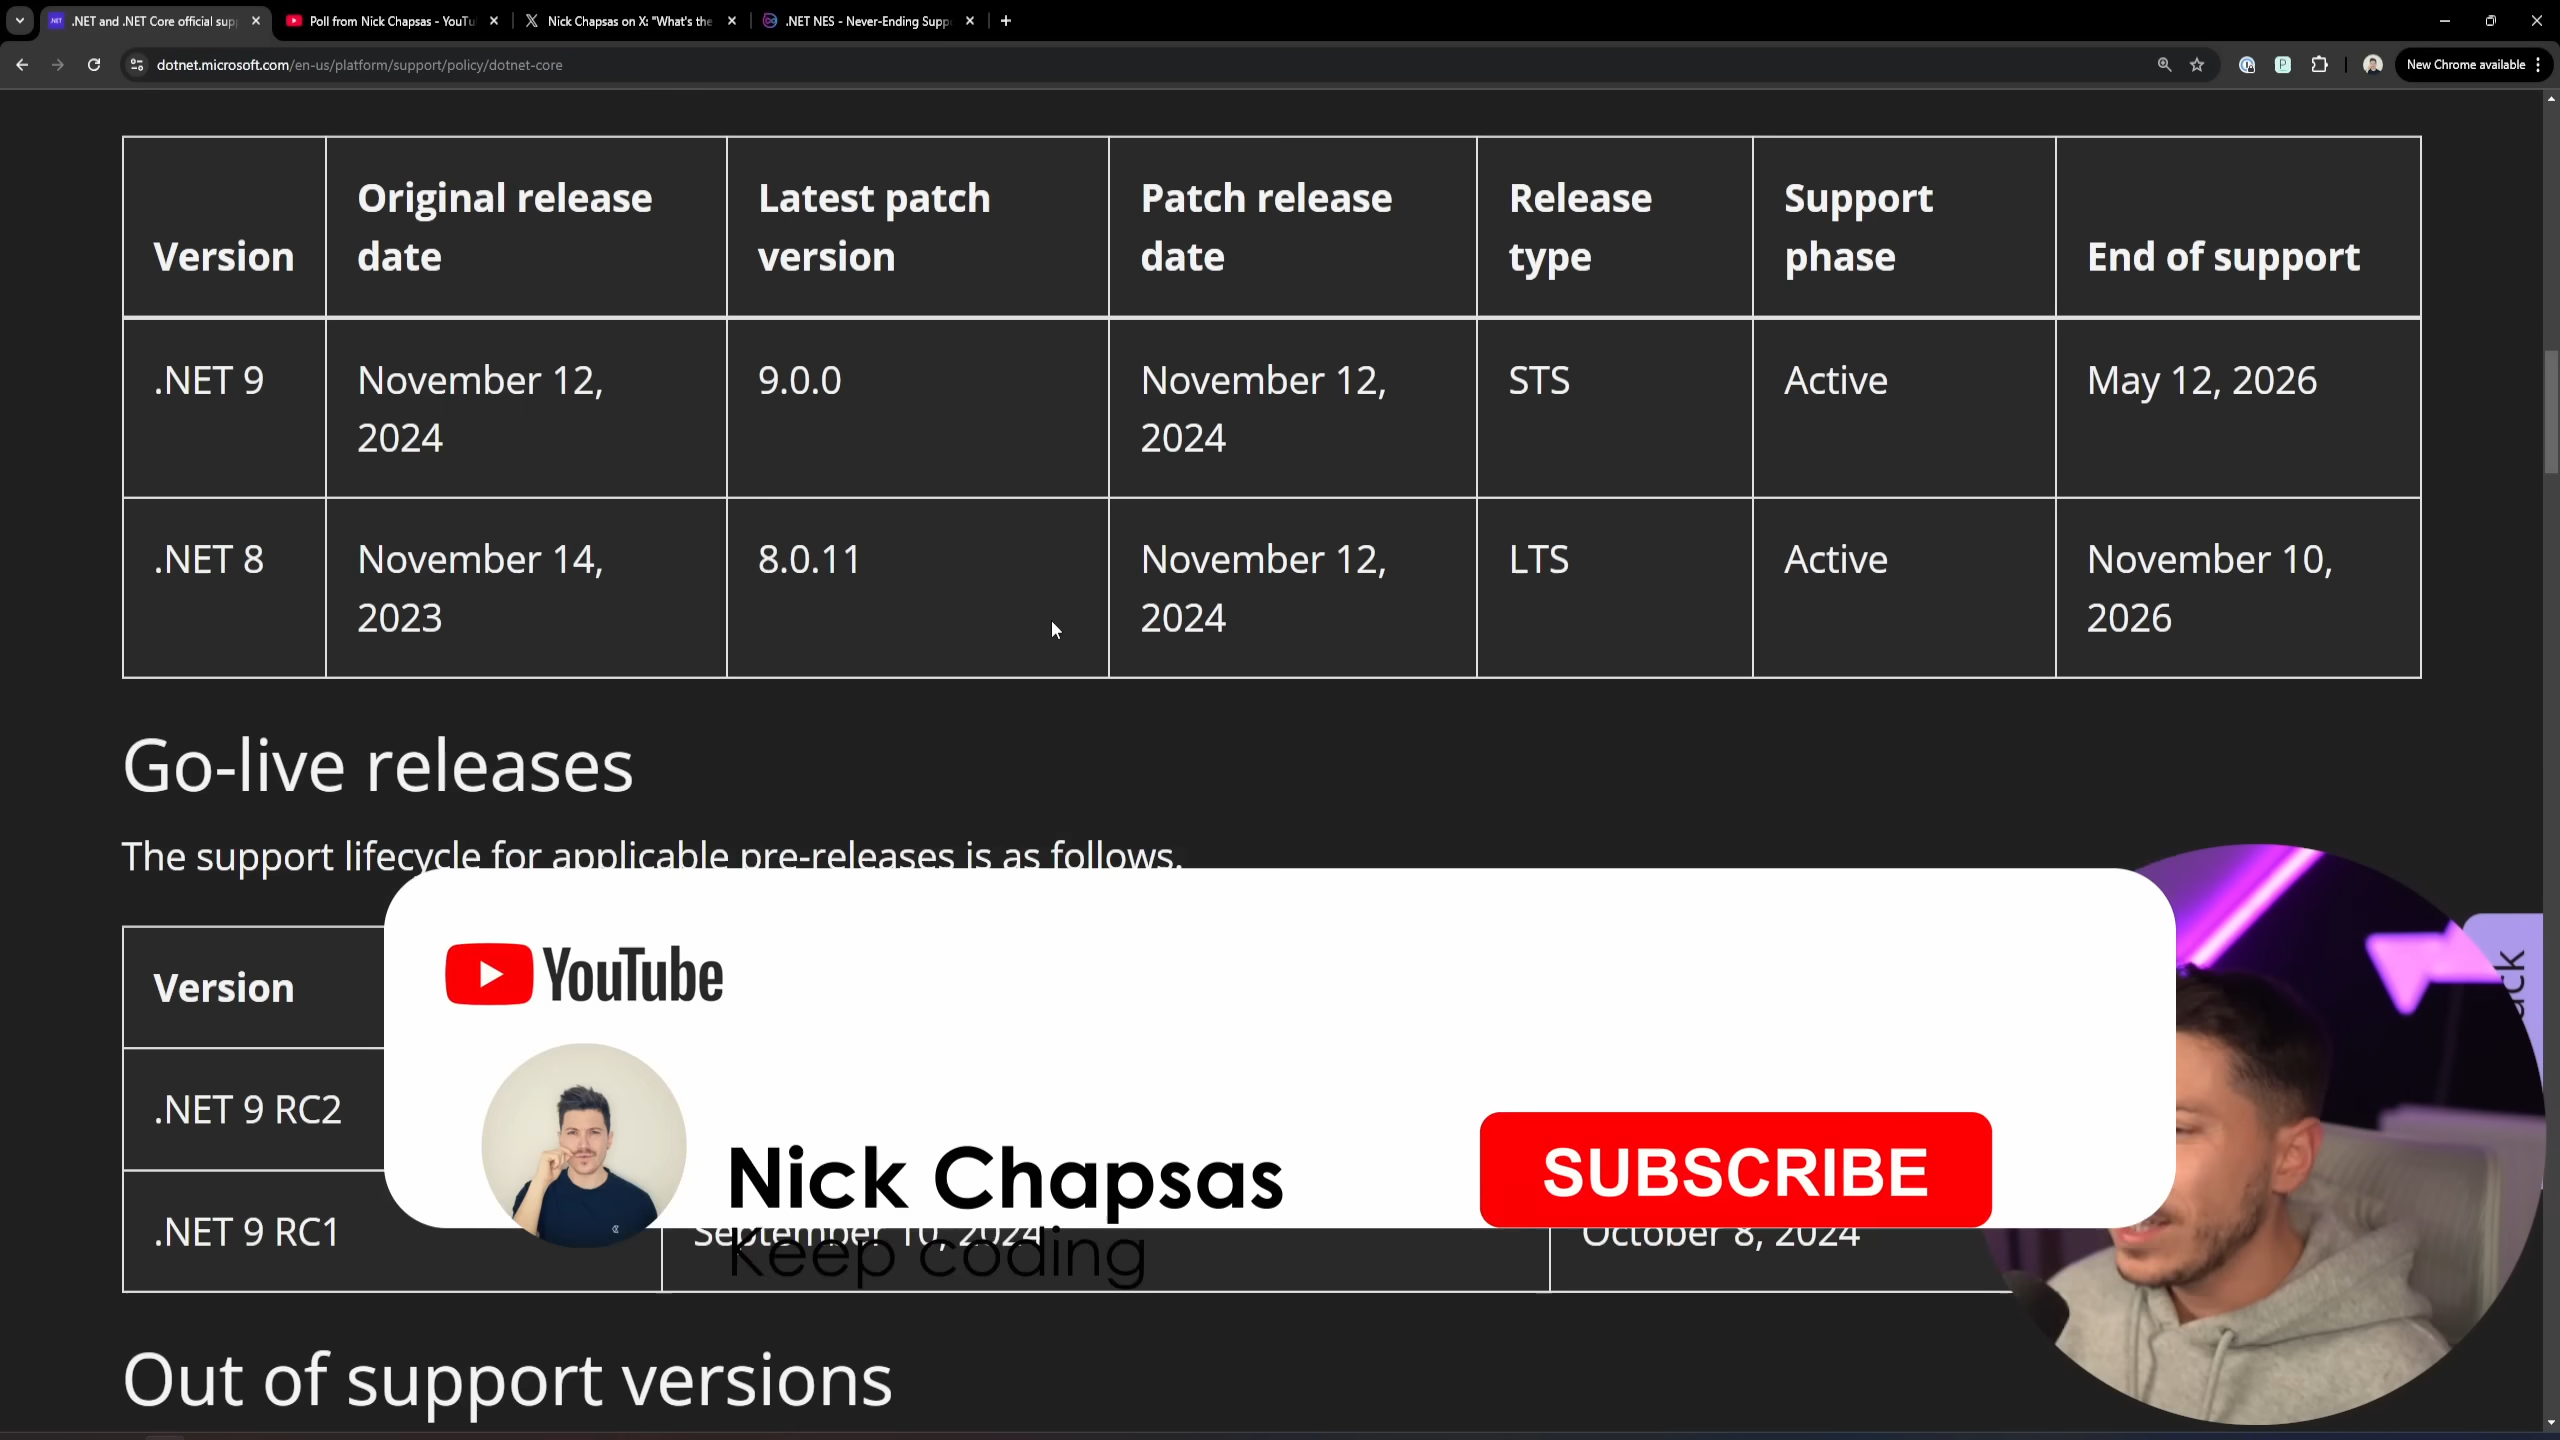 .NET and .NET Core official supp
Poll from Nick Chapsas - YouTu
Nick Chapsas on X: "What's the
.NET NES - Never-Ending Supp
dotnet.microsoft.com/en-us/platform/support/policy/dotnet-core
New Chrome available
Version
Original release date
Latest patch version
Patch release date
Release type
Support phase
End of support
.NET 9
November 12, 2024
9.0.0
November 12, 2024
STS
Active
May 12, 2026
.NET 8
November 14, 2023
8.0.11
November 12, 2024
LTS
Active
November 10, 2026
Go-live releases
The support lifecycle for applicable pre-releases is as follows.
Version
.NET 9 RC2
.NET 9 RC1
September 10, 2024
October 8, 2024
YouTube
Nick Chapsas
Keep coding
SUBSCRIBE
Out of support versions